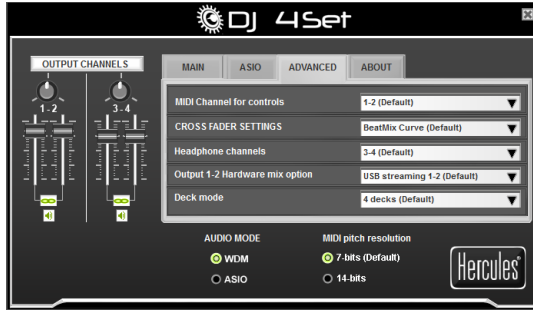 DJ 4Set
OUTPUT CHANNELS
1 - 2
3 - 4
MAIN
ASIO
ADVANCED
ABOUT
MIDI Channel for controls
1-2 (Default)
CROSS FADER SETTINGS
BeatMix Curve (Default)
Headphone channels
3-4 (Default)
Output 1-2 Hardware mix option
USB streaming 1-2 (Default)
Deck mode
4 decks (Default)
AUDIO MODE
WDM
ASIO
MIDI pitch resolution
7-bits (Default)
14-bits
Hercules